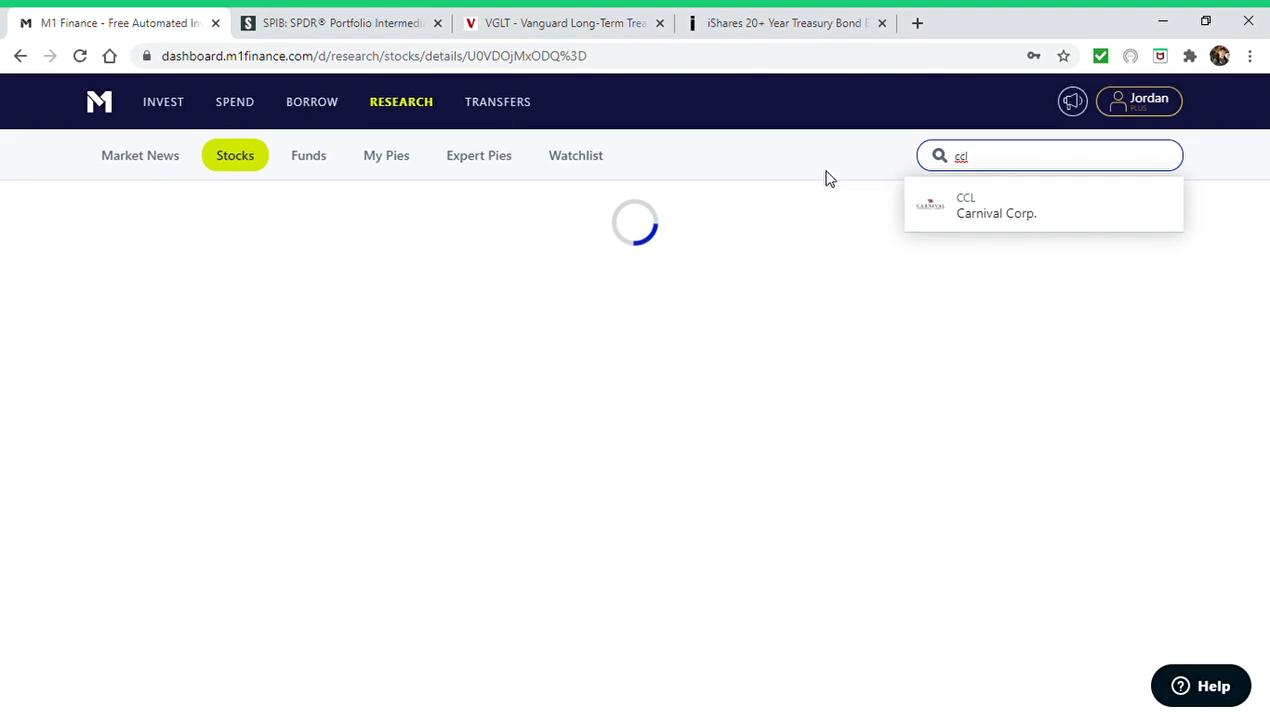 M1 Finance - Free Automated In
SPIB: SPDR® Portfolio Intermedi
VGLT - Vanguard Long-Term Trea
iShares 20+ Year Treasury Bond E
dashboard.m1finance.com/d/research/stocks/details/U0VDOjMxODQ%3D
INVEST
SPEND
BORROW
RESEARCH
TRANSFERS
Jordan
PLUS
Market News
Stocks
Funds
My Pies
Expert Pies
Watchlist
ccl
CARNIVAL
CCL
Carnival Corp.
Help